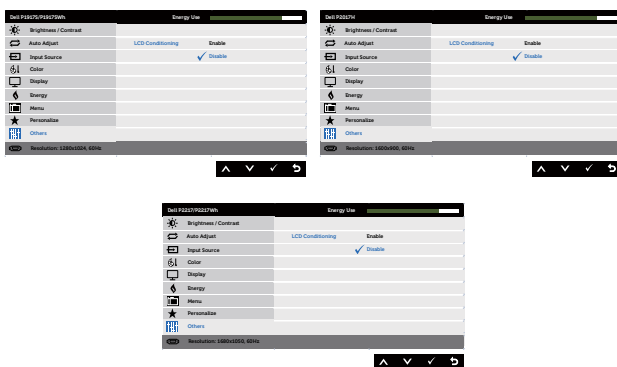 Dell P1917S/P1917SWh
Energy Use
Brightness / Contrast
Auto Adjust
LCD Conditioning
Enable
Input Source
Disable
Color
Display
Energy
Menu
Personalize
Others
Resolution: 1280x1024, 60Hz
Dell P2017H
Energy Use
Brightness / Contrast
Auto Adjust
LCD Conditioning
Enable
Input Source
Disable
Color
Display
Energy
Menu
Personalize
Others
Resolution: 1600x900, 60Hz
Dell P2217/P2217Wh
Energy Use
Brightness / Contrast
Auto Adjust
LCD Conditioning
Enable
Input Source
Disable
Color
Display
Energy
Menu
Personalize
Others
Resolution: 1680x1050, 60Hz